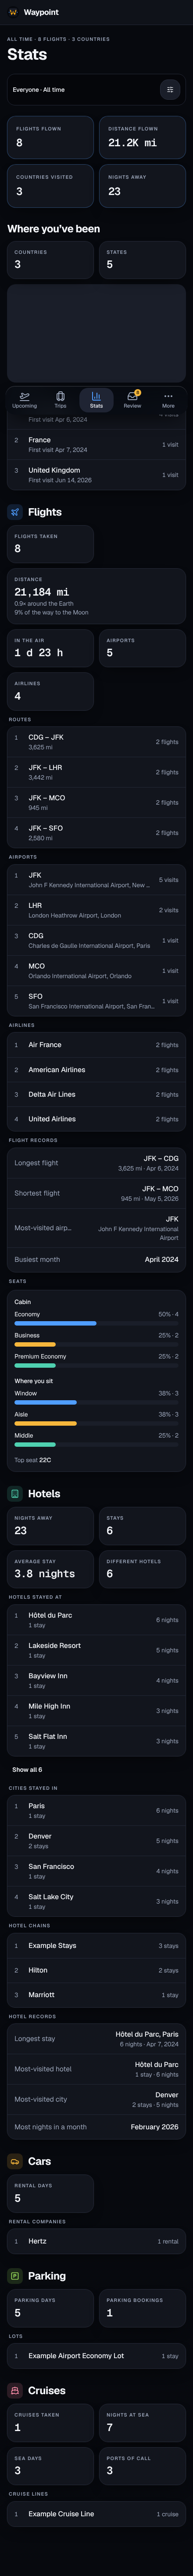 Waypoint
ALL TIME · 8 FLIGHTS · 3 COUNTRIES
Stats
Everyone · All time
FLIGHTS FLOWN
8
DISTANCE FLOWN
21.2K mi
COUNTRIES VISITED
3
NIGHTS AWAY
23
Where you've been
COUNTRIES
3
STATES
5
Upcoming
Trips
Stats
Review
More
First visit Apr 6, 2024
2
France
First visit Apr 7, 2024
1 visit
3
United Kingdom
First visit Jun 14, 2026
1 visit
Flights
FLIGHTS TAKEN
8
DISTANCE
21,184 mi
0.9× around the Earth
9% of the way to the Moon
IN THE AIR
1 d 23 h
AIRPORTS
5
AIRLINES
4
ROUTES
1
CDG – JFK
3,625 mi
2 flights
2
JFK – LHR
3,442 mi
2 flights
3
JFK – MCO
945 mi
2 flights
4
JFK – SFO
2,580 mi
2 flights
AIRPORTS
1
JFK
John F Kennedy International Airport, New ...
5 visits
2
LHR
London Heathrow Airport, London
2 visits
3
CDG
Charles de Gaulle International Airport, Paris
1 visit
4
MCO
Orlando International Airport, Orlando
1 visit
5
SFO
San Francisco International Airport, San Fran...
1 visit
AIRLINES
1
Air France
2 flights
2
American Airlines
2 flights
3
Delta Air Lines
2 flights
4
United Airlines
2 flights
FLIGHT RECORDS
Longest flight
JFK – CDG
3,625 mi · Apr 6, 2024
Shortest flight
JFK – MCO
945 mi · May 5, 2026
Most-visited airp...
JFK
John F Kennedy International
Airport
Busiest month
April 2024
SEATS
Cabin
Economy
50% · 4
Business
25% · 2
Premium Economy
25% · 2
Where you sit
Window
38% · 3
Aisle
38% · 3
Middle
25% · 2
Top seat 22C
Hotels
NIGHTS AWAY
23
STAYS
6
AVERAGE STAY
3.8 nights
DIFFERENT HOTELS
6
HOTELS STAYED AT
1
Hôtel du Parc
1 stay
6 nights
2
Lakeside Resort
1 stay
5 nights
3
Bayview Inn
1 stay
4 nights
4
Mile High Inn
1 stay
3 nights
5
Salt Flat Inn
1 stay
3 nights
Show all 6
CITIES STAYED IN
1
Paris
1 stay
6 nights
2
Denver
2 stays
5 nights
3
San Francisco
1 stay
4 nights
4
Salt Lake City
1 stay
3 nights
HOTEL CHAINS
1
Example Stays
3 stays
2
Hilton
2 stays
3
Marriott
1 stay
HOTEL RECORDS
Longest stay
Hôtel du Parc, Paris
6 nights · Apr 7, 2024
Most-visited hotel
Hôtel du Parc
1 stay · 6 nights
Most-visited city
Denver
2 stays · 5 nights
Most nights in a month
February 2026
Cars
RENTAL DAYS
5
RENTAL COMPANIES
1
Hertz
1 rental
Parking
PARKING DAYS
5
PARKING BOOKINGS
1
LOTS
1
Example Airport Economy Lot
1 stay
Cruises
CRUISES TAKEN
1
NIGHTS AT SEA
7
SEA DAYS
3
PORTS OF CALL
3
CRUISE LINES
1
Example Cruise Line
1 cruise